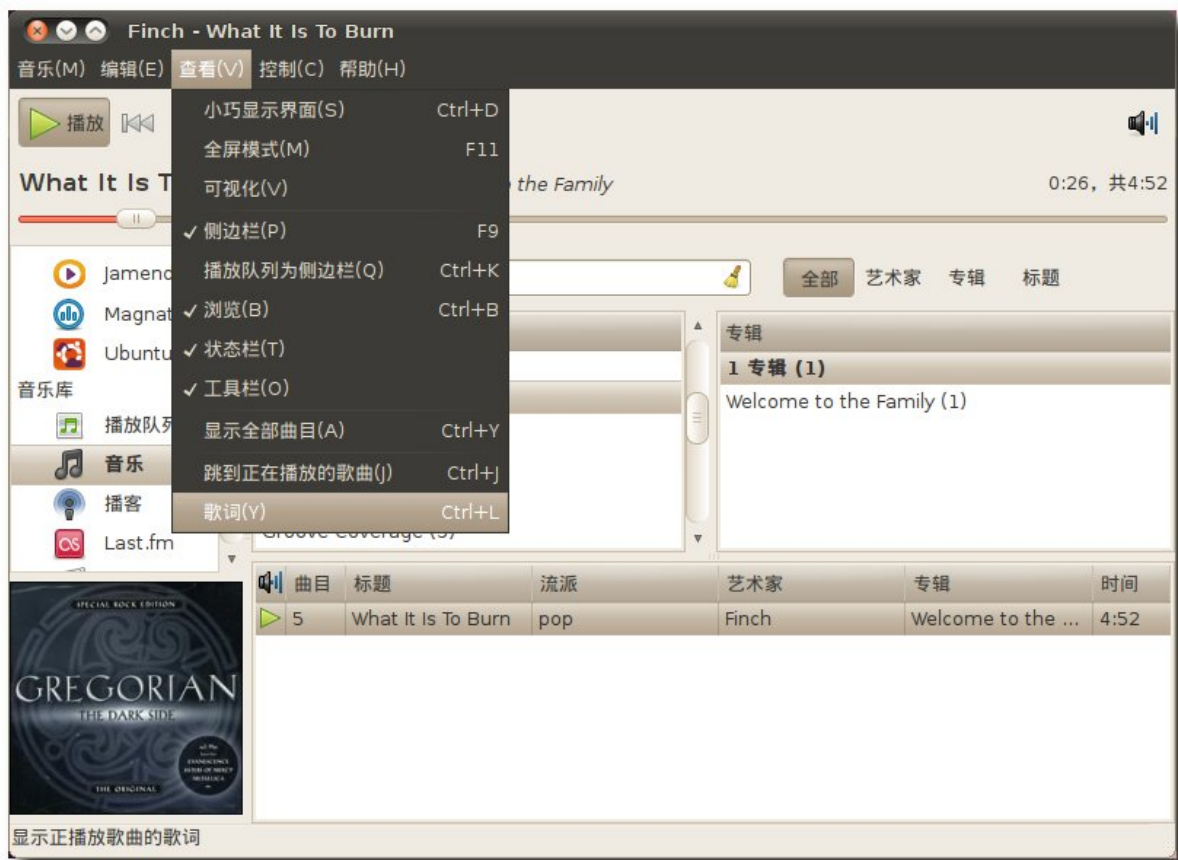 Finch - What It Is To Burn
音乐(M) 编辑(E) 查看(V) 控制(C) 帮助(H)
播放
小巧显示界面(S) Ctrl+D
全屏模式(M) F11
可视化(V)
侧边栏(P) F9
播放队列为侧边栏(Q) Ctrl+K
浏览(B) Ctrl+B
状态栏(T)
工具栏(O)
显示全部曲目(A) Ctrl+Y
跳到正在播放的歌曲(J) Ctrl+J
歌词(Y) Ctrl+L
What It Is T
the Family
0:26，共4:52
Jamend
Magnat
Ubuntu
音乐库
播放队列
音乐
播客
Last.fm
全部 艺术家 专辑 标题
专辑
1 专辑 (1)
Welcome to the Family (1)
曲目 标题 流派 艺术家 专辑 时间
5 What It Is To Burn pop Finch Welcome to the ... 4:52
SPECIAL ROCK EDITION
GREGORIAN
THE DARK SIDE
THE ORIGINAL
显示正播放歌曲的歌词